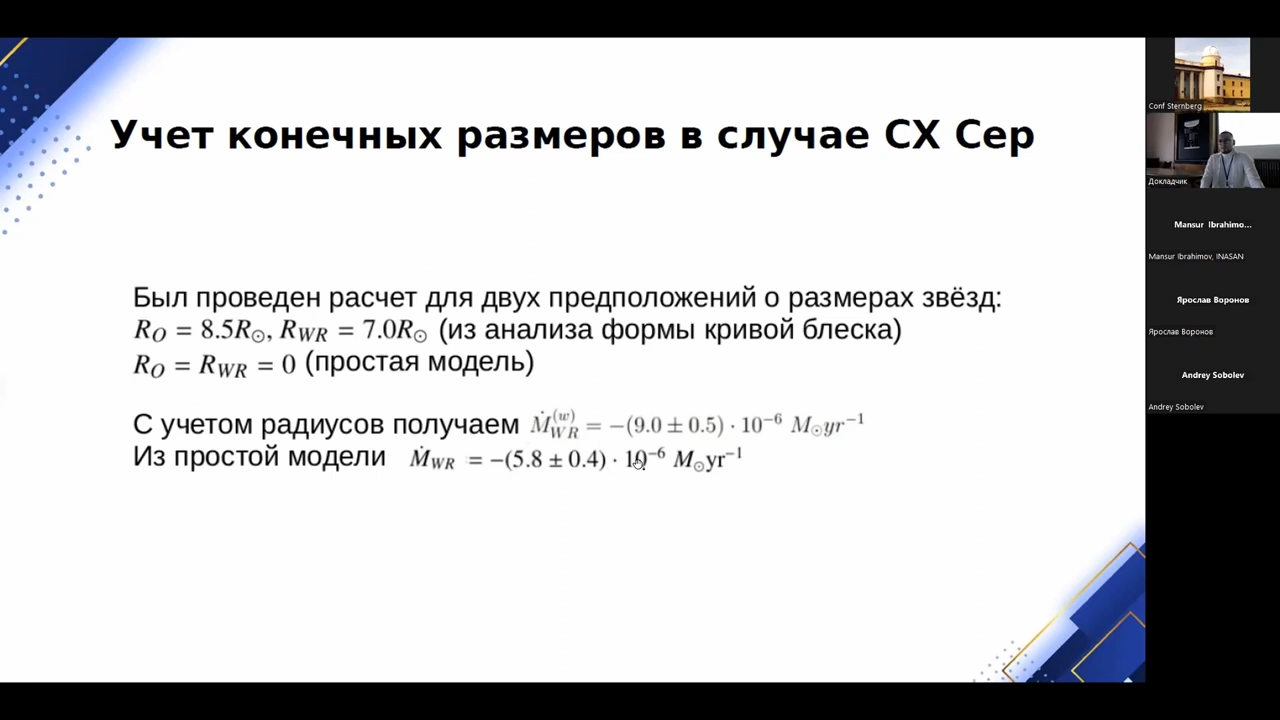 Учет конечных размеров в случае CX Cep
Был проведен расчет для двух предположений о размерах звёзд:
R_O = 8.5R_⊙, R_WR = 7.0R_⊙ (из анализа формы кривой блеска)
R_O = R_WR = 0 (простая модель)
С учетом радиусов получаем Ṁ_WR^(w) = −(9.0 ± 0.5) · 10^−6 M_⊙yr^−1
Из простой модели Ṁ_WR = −(5.8 ± 0.4) · 10^−6 M_⊙yr^−1
Conf Sternberg
Докладчик
Mansur Ibrahimo...
Mansur Ibrahimov, INASAN
Ярослав Воронов
Ярослав Воронов
Andrey Sobolev
Andrey Sobolev